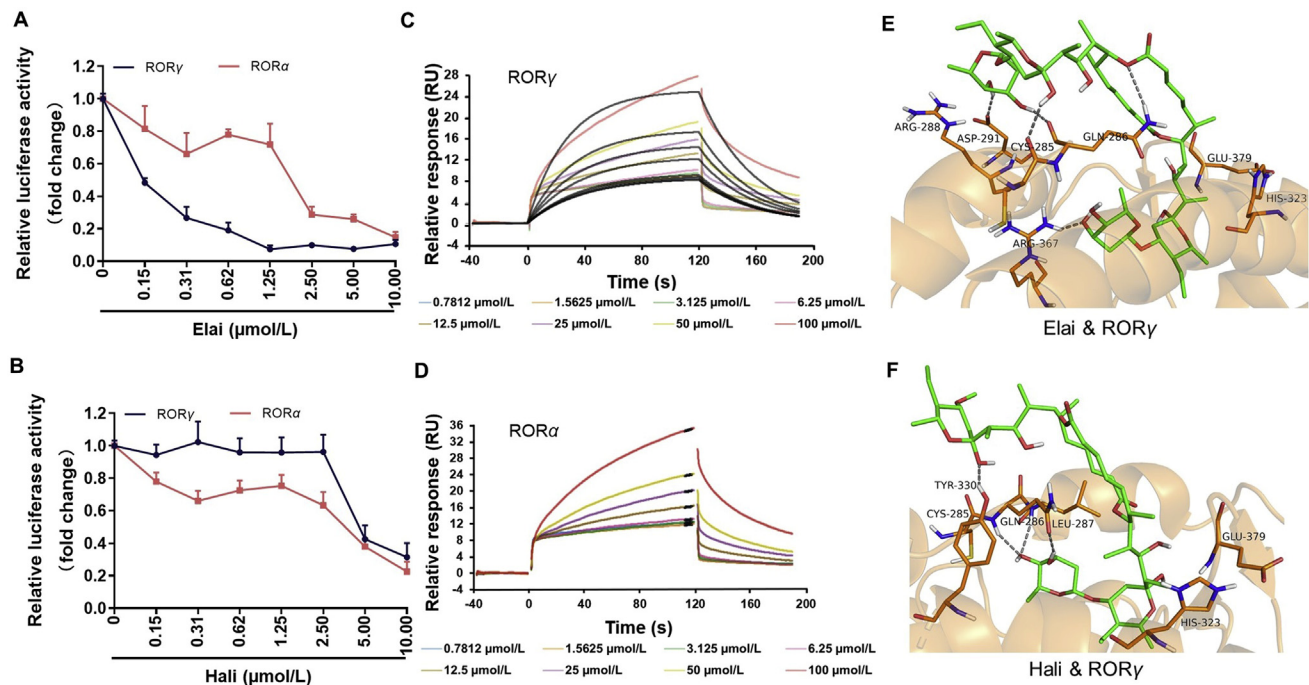 A
Relative luciferase activity
(fold change)
RORγ RORα
1.2
1.0
0.8
0.6
0.4
0.2
0.0
0 0.15 0.31 0.62 1.25 2.50 5.00 10.000
Elai (μmol/L)
B
Relative luciferase activity
(fold change)
RORγ RORα
1.2
1.0
0.8
0.6
0.4
0.2
0.0
0 0.15 0.31 0.62 1.25 2.50 5.00 10.000
Hali (μmol/L)
C
Relative response (RU)
RORγ
28
24
20
16
12
8
4
0
-4
-40 0 40 80 120 160 200
Time (s)
0.7812 μmol/L 1.5625 μmol/L 3.125 μmol/L 6.25 μmol/L
12.5 μmol/L 25 μmol/L 50 μmol/L 100 μmol/L
D
Relative response (RU)
RORα
36
32
28
24
20
16
12
8
4
0
-4
-40 0 40 80 120 160 200
Time (s)
0.7812 μmol/L 1.5625 μmol/L 3.125 μmol/L 6.25 μmol/L
12.5 μmol/L 25 μmol/L 50 μmol/L 100 μmol/L
E
ARG-288
ASP-291
CYS-285
GLN-286
GLU-379
HIS-323
ARG-367
Elai & RORγ
F
TYR-330
CYS-285
GLN-286
LEU-287
GLU-379
HIS-323
Hali & RORγ